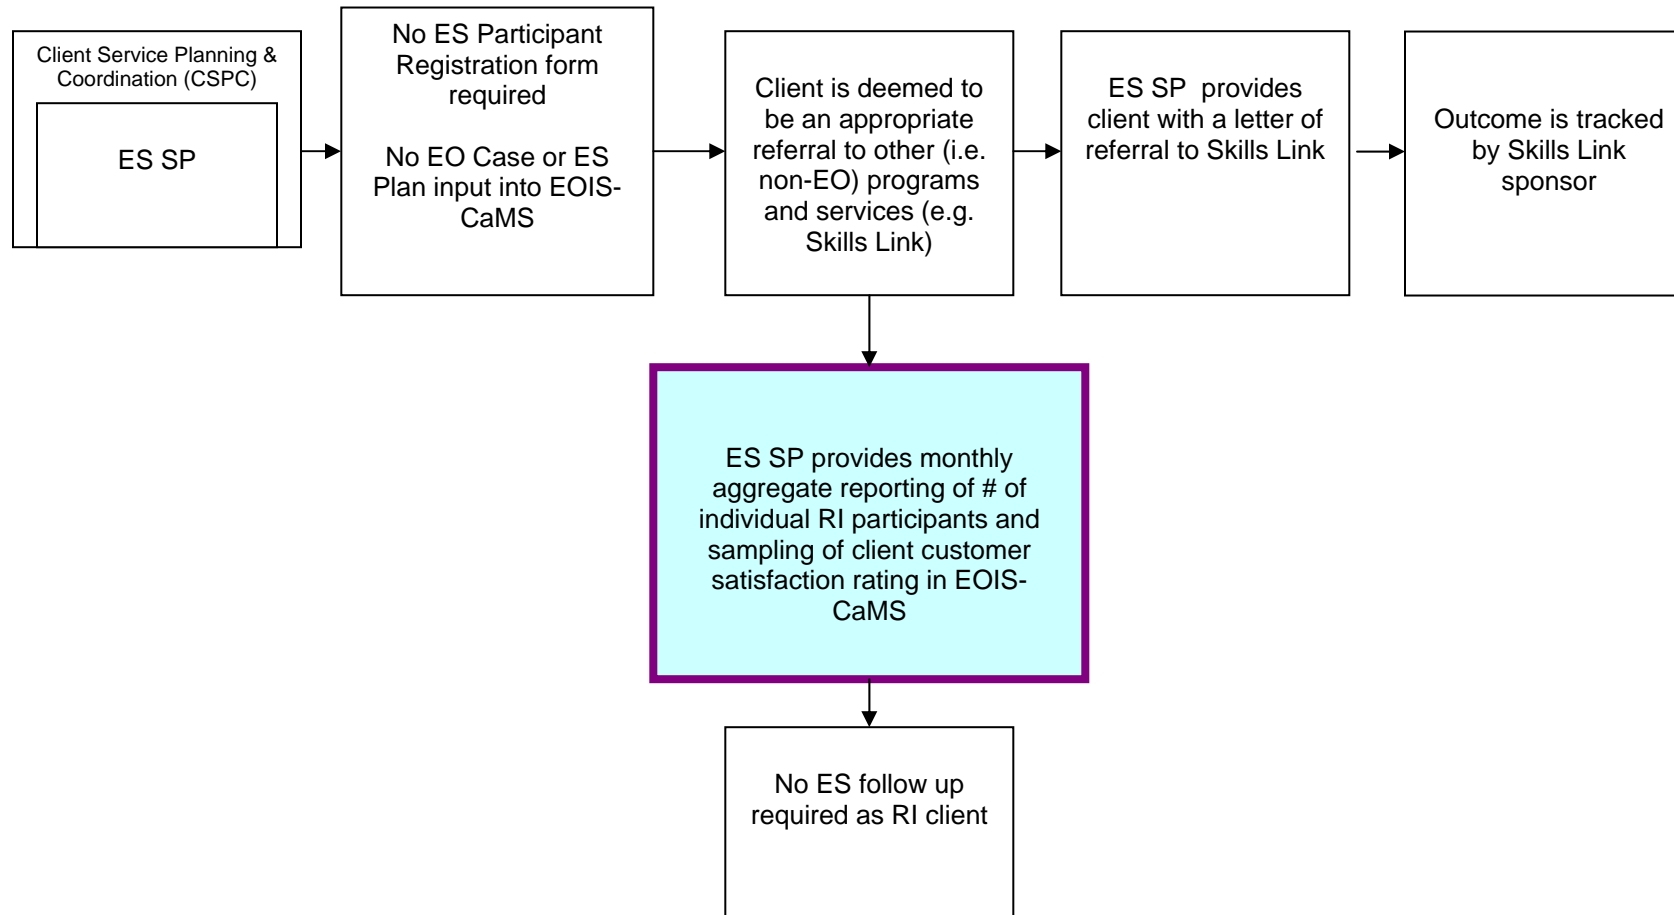 Client Service Planning &
Coordination (CSPC)
ES SP
No ES Participant
Registration form
required
No EO Case or ES
Plan input into EOIS-
CaMS
Client is deemed to
be an appropriate
referral to other (i.e.
non-EO) programs
and services (e.g.
Skills Link)
ES SP provides
client with a letter of
referral to Skills Link
Outcome is tracked
by Skills Link
sponsor
ES SP provides monthly
aggregate reporting of # of
individual RI participants and
sampling of client customer
satisfaction rating in EOIS-
CaMS
No ES follow up
required as RI client